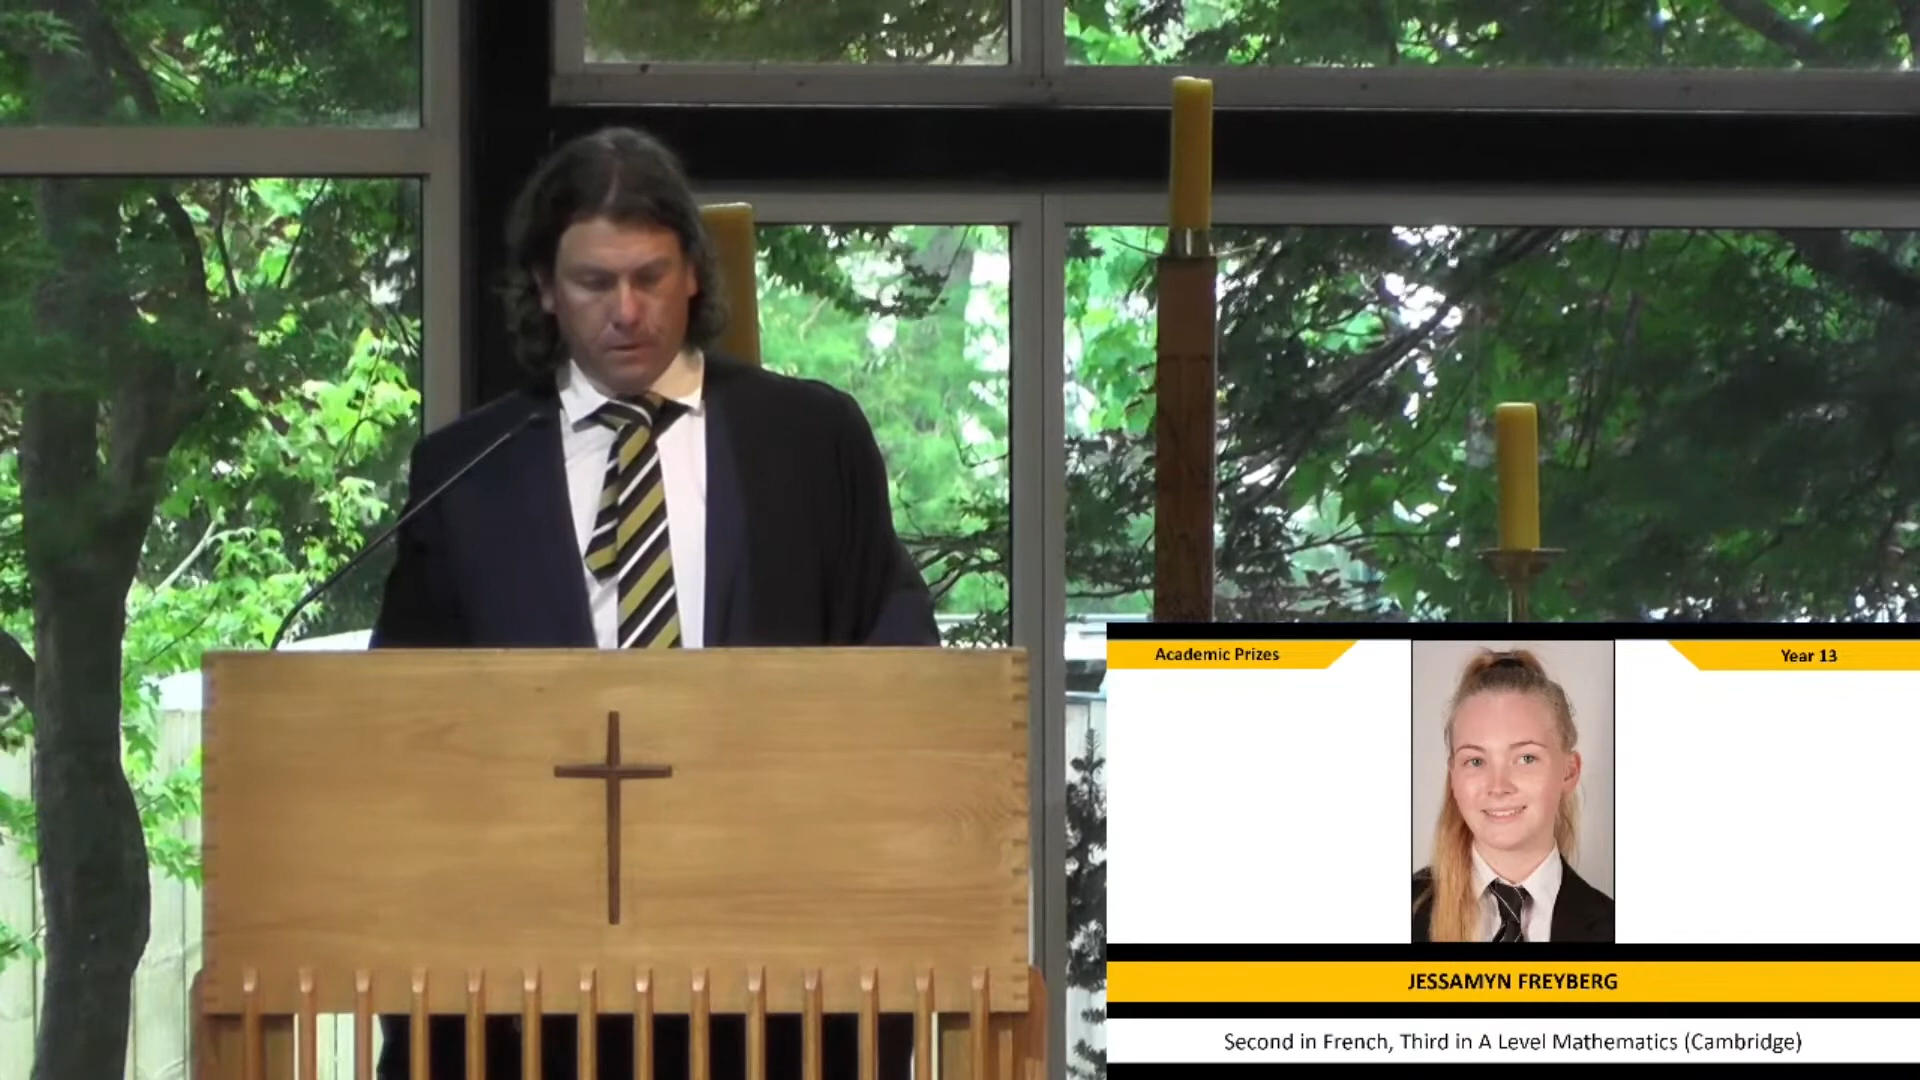 Academic Prizes
Year 13
JESSAMYN FREYBERG
Second in French, Third in A Level Mathematics (Cambridge)